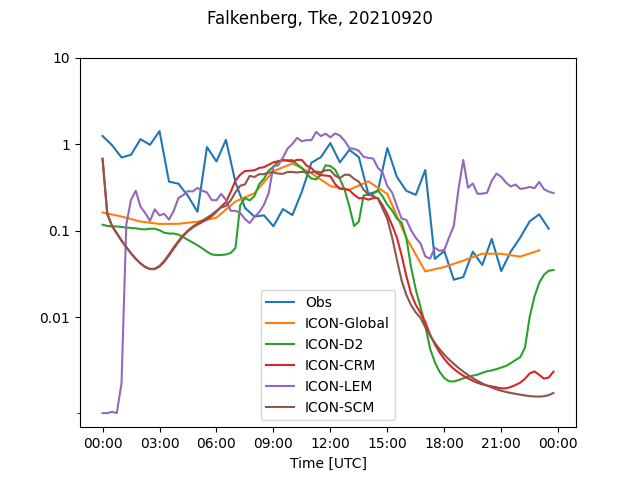 Falkenberg, Tke, 20210920
10
1
0.1
0.01
Obs
ICON-Global
ICON-D2
ICON-CRM
ICON-LEM
ICON-SCM
00:00 03:00 06:00 09:00 12:00 15:00 18:00 21:00 00:00
Time [UTC]